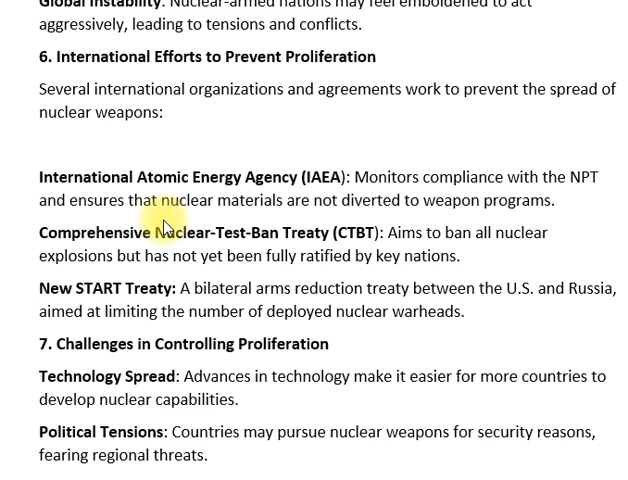 Global Instability: Nuclear-armed nations may feel emboldened to act
aggressively, leading to tensions and conflicts.
6. International Efforts to Prevent Proliferation
Several international organizations and agreements work to prevent the spread of
nuclear weapons:
International Atomic Energy Agency (IAEA): Monitors compliance with the NPT
and ensures that nuclear materials are not diverted to weapon programs.
Comprehensive Nuclear-Test-Ban Treaty (CTBT): Aims to ban all nuclear
explosions but has not yet been fully ratified by key nations.
New START Treaty: A bilateral arms reduction treaty between the U.S. and Russia,
aimed at limiting the number of deployed nuclear warheads.
7. Challenges in Controlling Proliferation
Technology Spread: Advances in technology make it easier for more countries to
develop nuclear capabilities.
Political Tensions: Countries may pursue nuclear weapons for security reasons,
fearing regional threats.